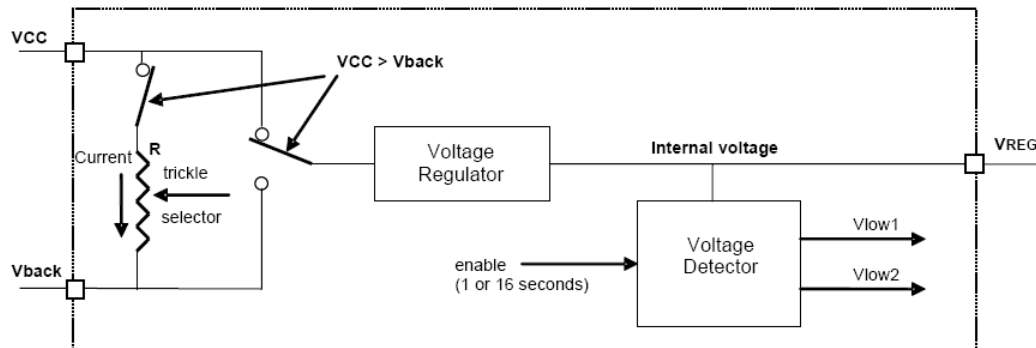 VCC
VCC > Vback
R
Current
trickle
selector
Vback
Voltage
Regulator
Internal voltage
VREG
Voltage
Detector
enable
(1 or 16 seconds)
Vlow1
Vlow2